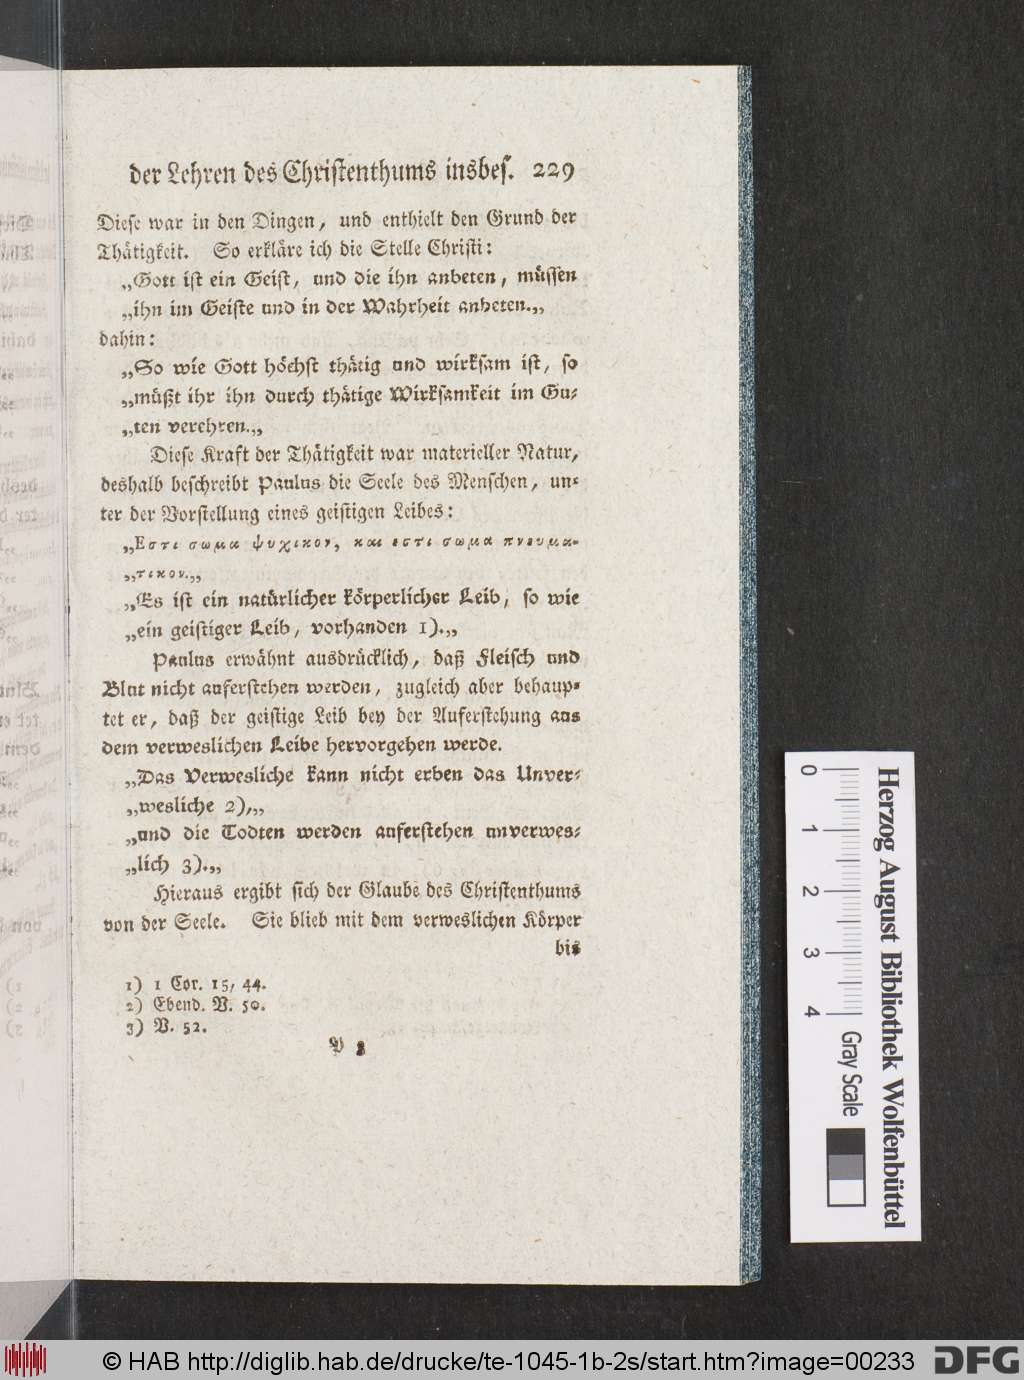 der Lehren des Christenthums insbes. 229
Diese war in den Dingen, und enthielt den Grund der
Thätigkeit. So erkläre ich die Stelle Christi:
„Gott ist ein Geist, und die ihn anbeten, müssen
„ihn im Geiste und in der Wahrheit anbeten.„
dahin:
„So wie Gott höchst thätig und wirksam ist, so
„müßt ihr ihn durch thätige Wirksamkeit im Gu-
„ten verehren.„
Diese Kraft der Thätigkeit war materieller Natur,
deshalb beschreibt Paulus die Seele des Menschen, un-
ter der Vorstellung eines geistigen Leibes:
„Εστι σωμα ψυχικον, και εστι σωμα πνευμα-
„τικον.„
„Es ist ein natürlicher körperlicher Leib, so wie
„ein geistiger Leib, vorhanden 1).„
Paulus erwähnt ausdrücklich, daß Fleisch und
Blut nicht auferstehen werden, zugleich aber behaup-
tet er, daß der geistige Leib bey der Auferstehung aus
dem verweslichen Leibe hervorgehen werde.
„Das Verwesliche kann nicht erben das Unver-
„wesliche 2),„
„und die Todten werden auferstehen unverwes-
„lich 3).„
Hieraus ergibt sich der Glaube des Christenthums
von der Seele. Sie blieb mit dem verweslichen Körper
bis
1) 1 Cor. 15, 44.
2) Ebend. V. 50.
3) V. 52.
P 3
0 1 2 3 4
Gray Scale
Herzog August Bibliothek Wolfenbüttel
© HAB http://diglib.hab.de/drucke/te-1045-1b-2s/start.htm?image=00233
DFG